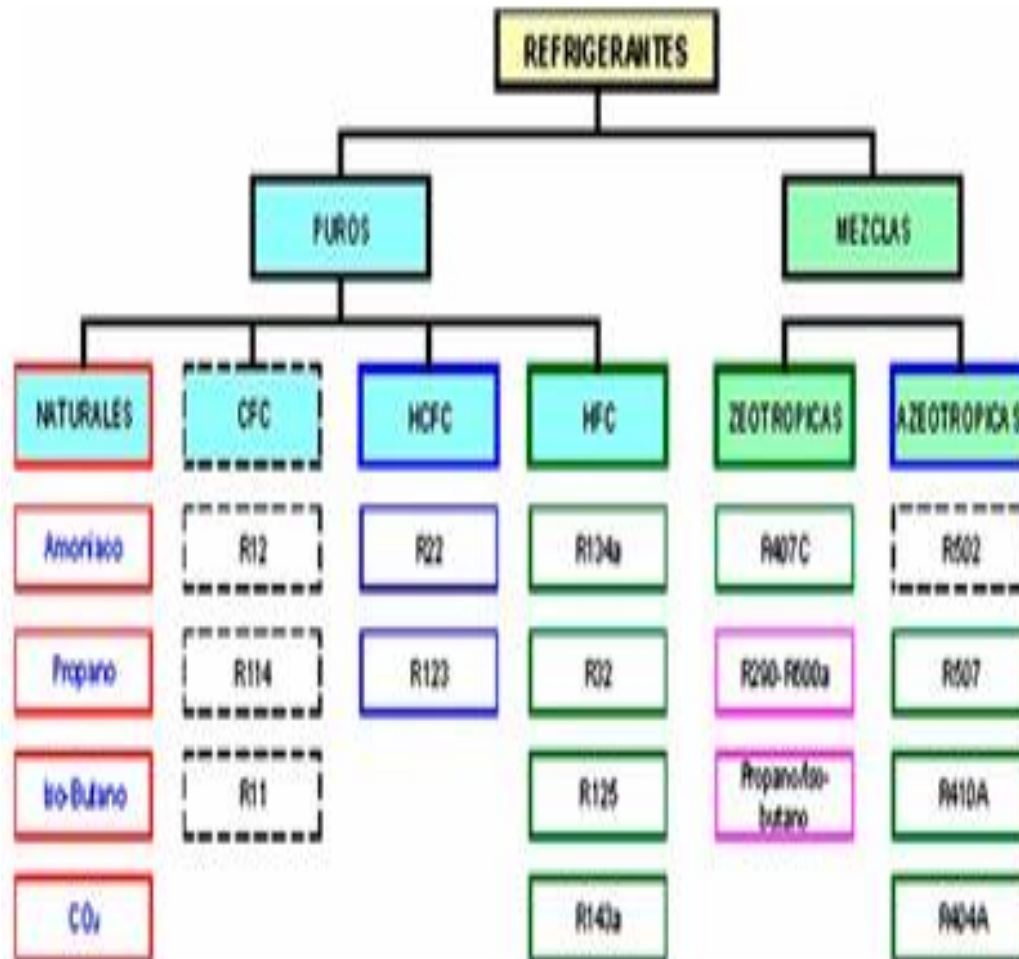 REFRIGERANTES
PUROS
MEZCLAS
NATURALES
CFC
HCFC
HFC
ZEOTROPICAS
AZEOTROPICAS
Amoníaco
R12
R22
R134a
R407C
R502
Propano
R114
R123
R32
R290-R600a
R507
Iso-Butano
R11
R125
Propano/Iso-
butano
R410A
CO₂
R143a
R404A